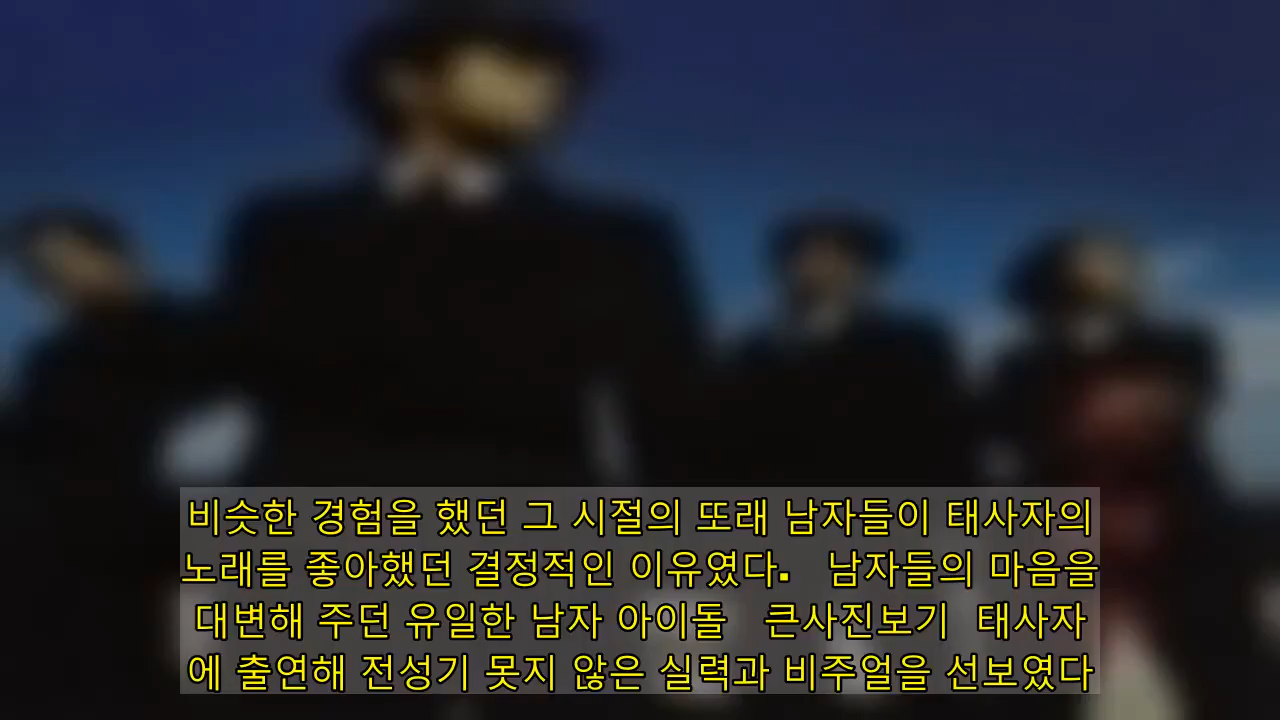 비슷한 경험을 했던 그 시절의 또래 남자들이 태사자의
노래를 좋아했던 결정적인 이유였다. 남자들의 마음을
대변해 주던 유일한 남자 아이돌 큰사진보기 태사자
에 출연해 전성기 못지 않은 실력과 비주얼을 선보였다